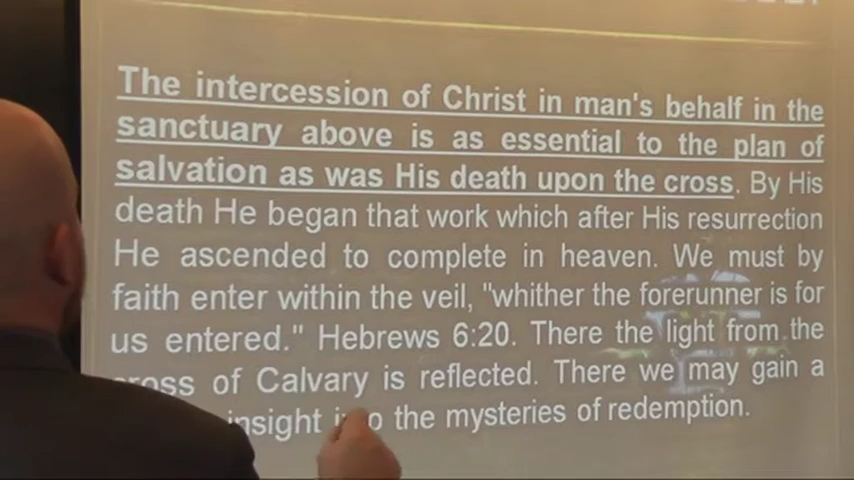 The intercession of Christ in man's behalf in the
sanctuary above is as essential to the plan of
salvation as was His death upon the cross. By His
death He began that work which after His resurrection
He ascended to complete in heaven. We must by
faith enter within the veil, "whither the forerunner is for
us entered." Hebrews 6:20. There the light from the
cross of Calvary is reflected. There we may gain a
insight into the mysteries of redemption.